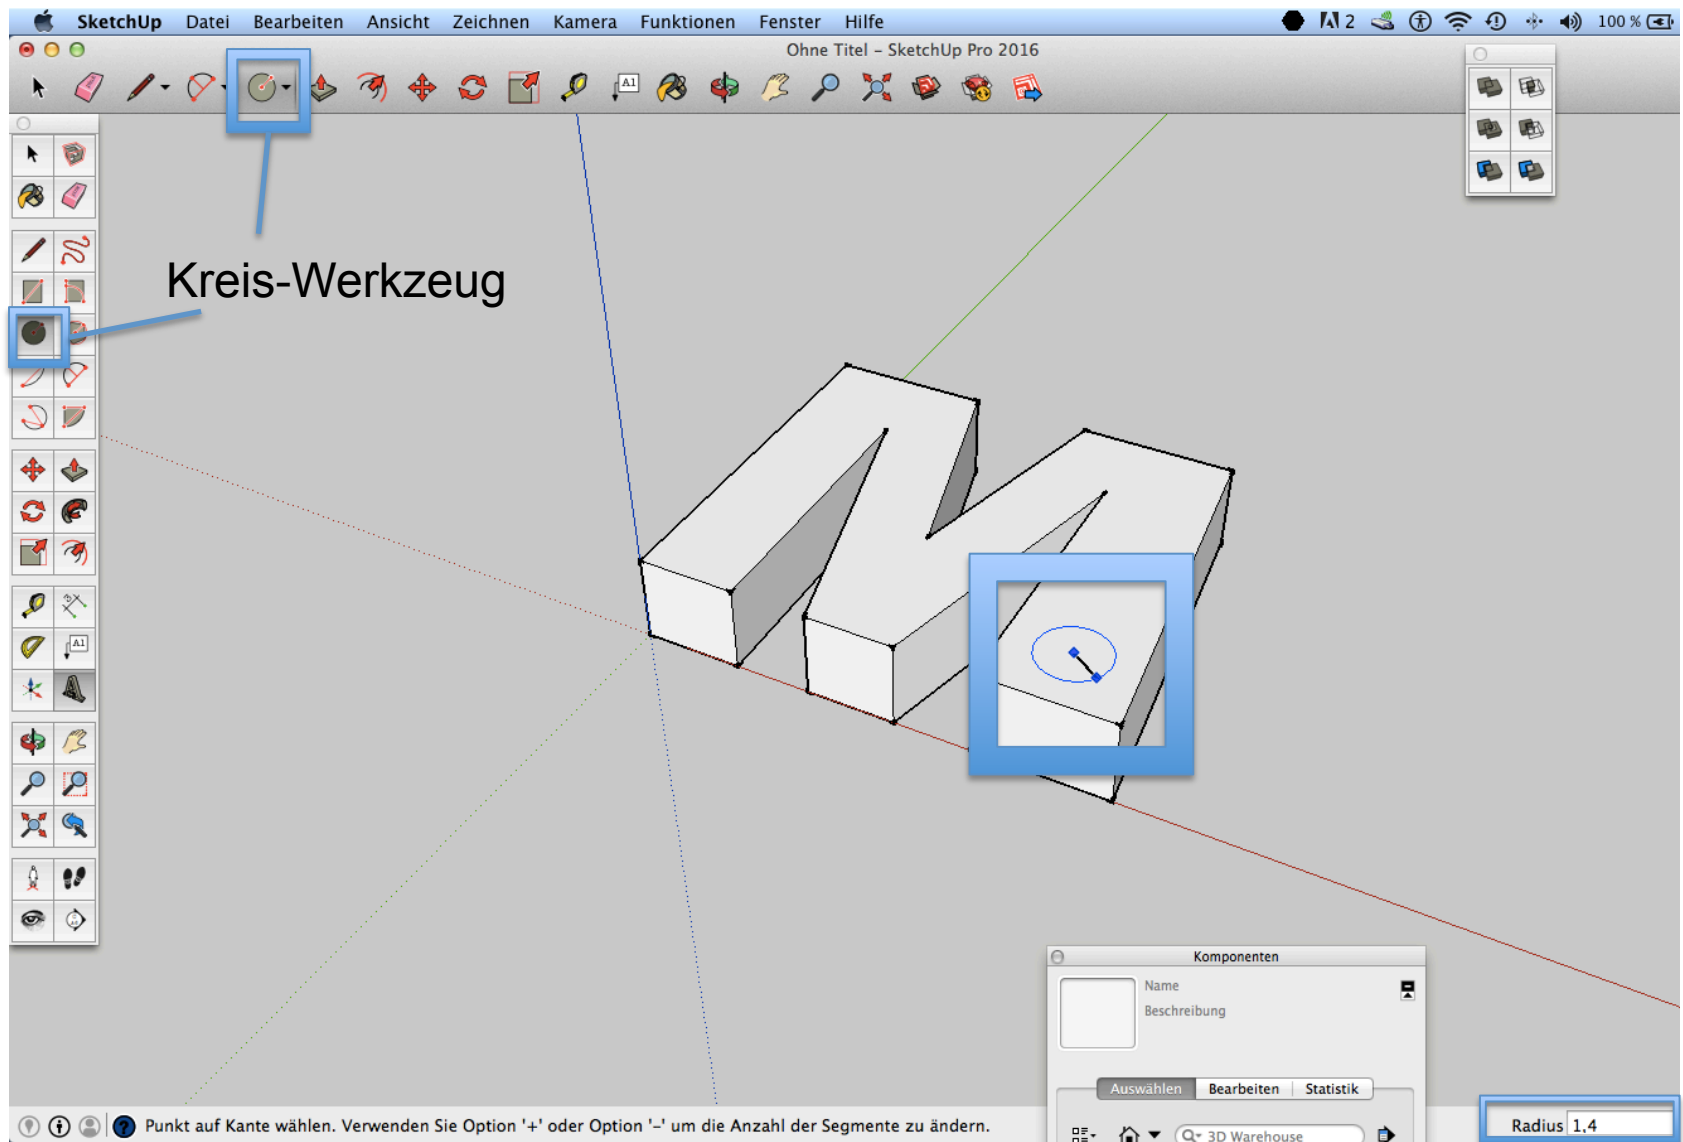 SketchUp Datei Bearbeiten Ansicht Zeichnen Kamera Funktionen Fenster Hilfe 2 100 %
Ohne Titel – SketchUp Pro 2016
A1
Kreis-Werkzeug
A1
Komponenten
Name
Beschreibung
Auswählen Bearbeiten Statistik
3D Warehouse
Punkt auf Kante wählen. Verwenden Sie Option '+' oder Option '–' um die Anzahl der Segmente zu ändern.
Radius 1,4